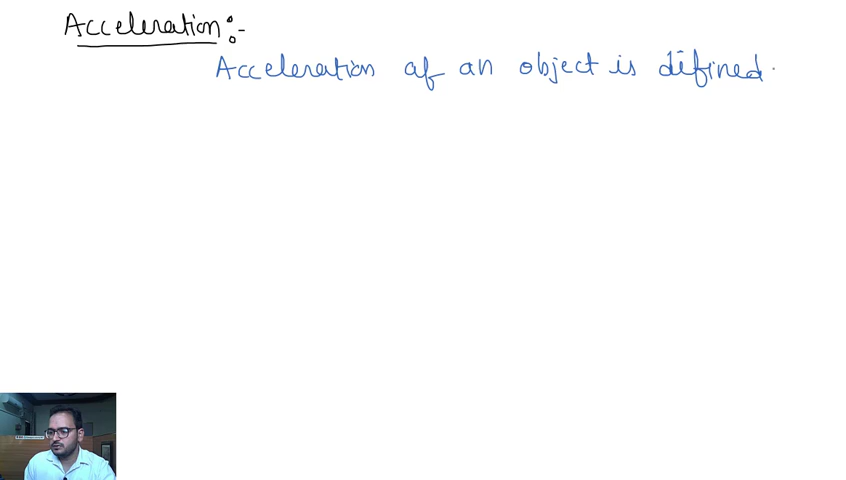 Acceleration:-
Acceleration of an object is defined